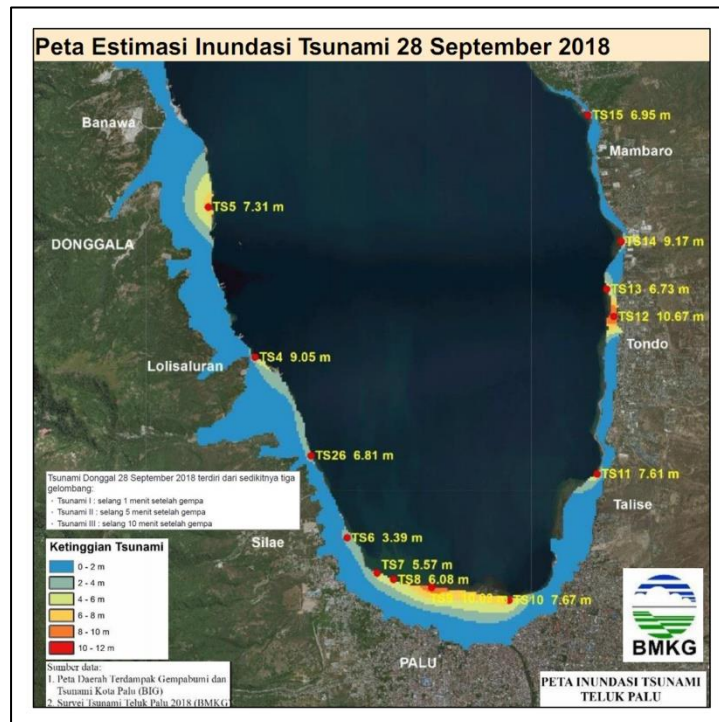 Peta Estimasi Inundasi Tsunami 28 September 2018
TS15 6.95 m
Banawa
Mambaro
TS5 7.31 m
DONGGALA
TS14 9.17 m
TS13 6.73 m
TS12 10.67 m
Tondo
TS4 9.05 m
Lolisaluran
TS26 6.81 m
TS11 7.61 m
Tsunami Donggal 28 September 2018 terdiri dari sedikitnya tiga
gelombang:
- Tsunami I : selang 1 menit setelah gempa
- Tsunami II : selang 5 menit setelah gempa
- Tsunami III : selang 10 menit setelah gempa
Talise
Silae
TS6 3.39 m
Ketinggian Tsunami
0 - 2 m
2 - 4 m
4 - 6 m
6 - 8 m
8 - 10 m
10 - 12 m
TS7 5.57 m
TS8 6.08 m
TS10 7.67 m
BMKG
PALU
Sumber data:
1. Peta Daerah Terdampak Gempabumi dan
Tsunami Kota Palu (BIG)
2. Survei Tsunami Teluk Palu 2018 (BMKG)
PETA INUNDASI TSUNAMI
TELUK PALU